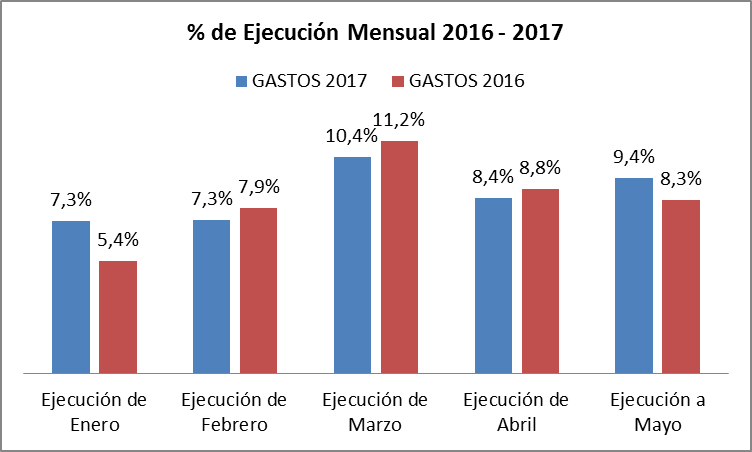 % de Ejecución Mensual 2016 - 2017
GASTOS 2017
GASTOS 2016
7,3%
5,4%
7,3%
7,9%
10,4%
11,2%
8,4%
8,8%
9,4%
8,3%
Ejecución de
Enero
Ejecución de
Febrero
Ejecución de
Marzo
Ejecución de
Abril
Ejecución a
Mayo